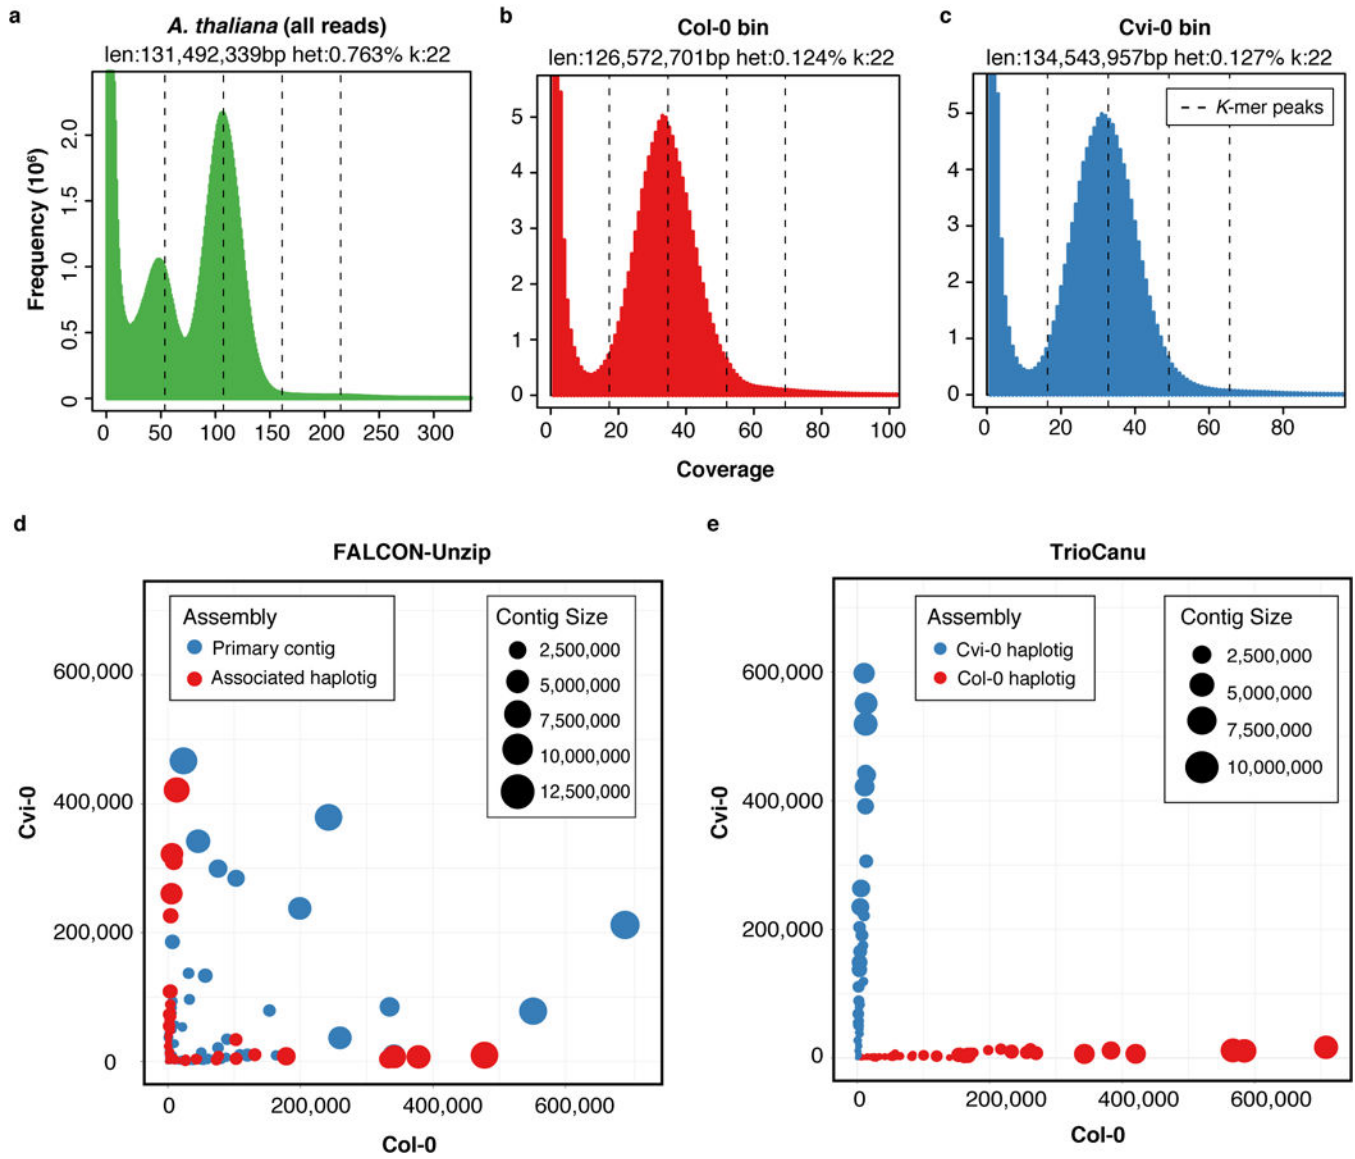 a
A. thaliana (all reads)
len:131,492,339bp het:0.763% k:22
Frequency (10⁶)
2.0
1.5
1.0
0.5
0
0 50 100 150 200 250 300
b
Col-0 bin
len:126,572,701bp het:0.124% k:22
5
4
3
2
1
0
0 20 40 60 80 100
Coverage
c
Cvi-0 bin
len:134,543,957bp het:0.127% k:22
K-mer peaks
5
4
3
2
1
0
0 20 40 60 80
d
FALCON-Unzip
Assembly
Primary contig
Associated haplotig
Contig Size
2,500,000
5,000,000
7,500,000
10,000,000
12,500,000
Cvi-0
600,000
400,000
200,000
0
0 200,000 400,000 600,000
Col-0
e
TrioCanu
Assembly
Cvi-0 haplotig
Col-0 haplotig
Contig Size
2,500,000
5,000,000
7,500,000
10,000,000
Cvi-0
600,000
400,000
200,000
0
0 200,000 400,000 600,000
Col-0